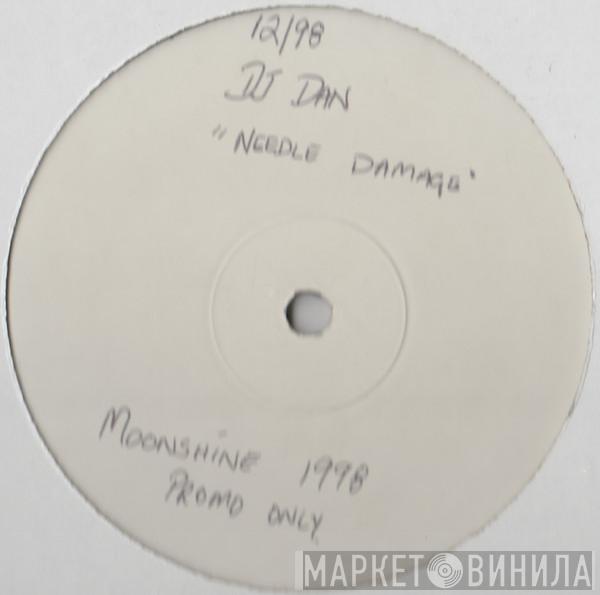 12/98
DJ DAN
"NEEDLE DAMAGE"
MOONSHINE 1998
PROMO ONLY
МАРКЕТ ВИНИЛА